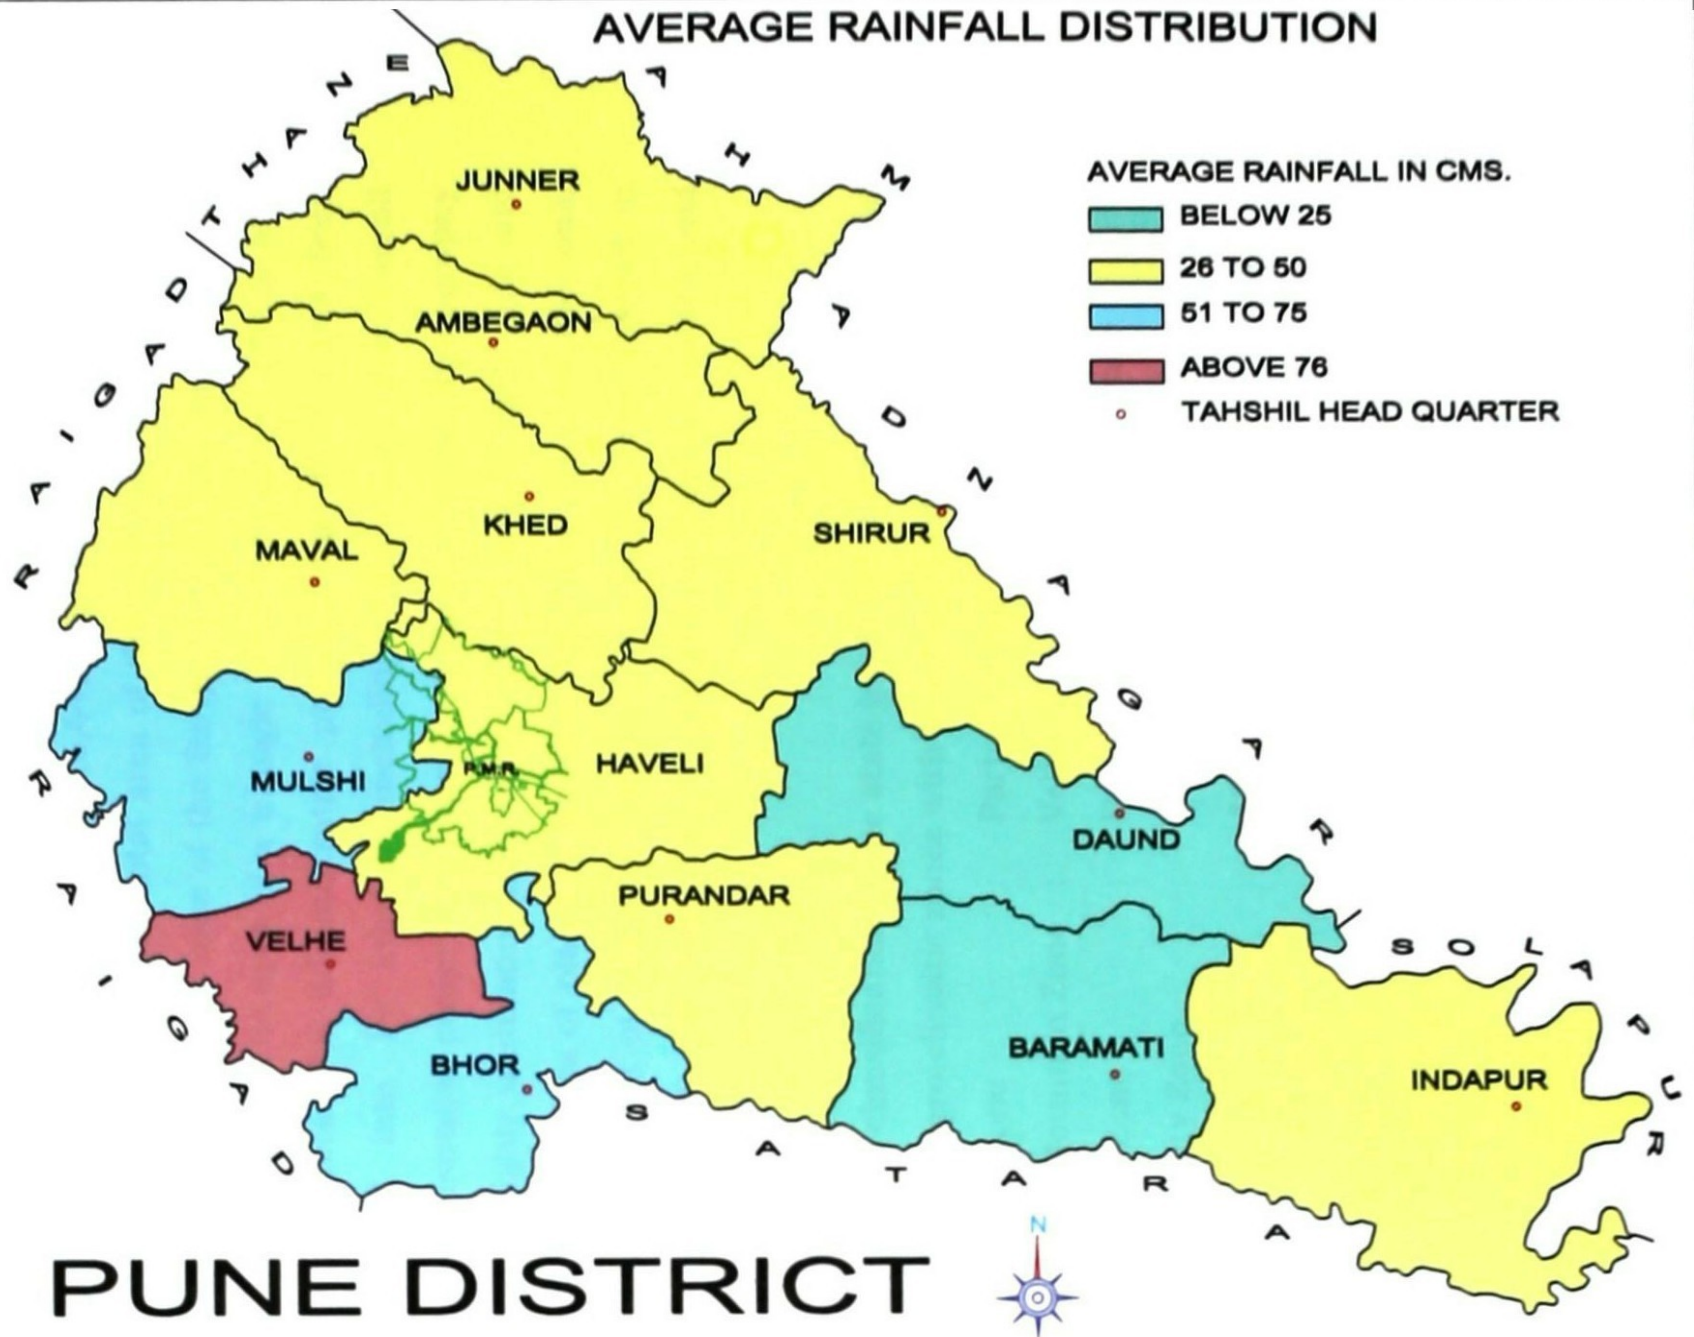 AVERAGE RAINFALL DISTRIBUTION
THANE
AHMADNAGAR
JUNNER
AVERAGE RAINFALL IN CMS.
BELOW 25
26 TO 50
51 TO 75
ABOVE 76
TAHSHIL HEAD QUARTER
RAIGAD
AMBEGAON
KHED
SHIRUR
MAVAL
MULSHI
P.M.R.
HAVELI
DAUND
PURANDAR
VELHE
RAIGAD
SOLAPUR
BARAMATI
BHOR
INDAPUR
SATARA
N
PUNE DISTRICT